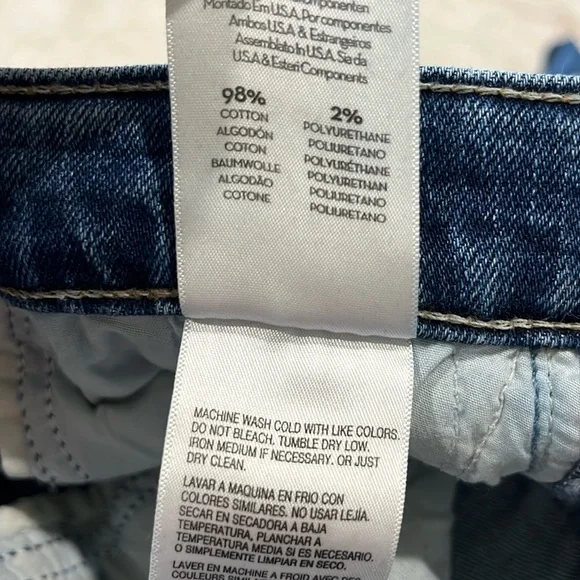 Componenten
Montado Em U.S.A. Por componentes
Ambos U.S.A & Estrangeiros
Assemblato In U.S.A Sia da
U.S.A & Esteri Components
98%
COTTON
ALGODÓN
COTON
BAUMWOLLE
ALGODÃO
COTONE
2%
POLYURETHANE
POLIURETANO
POLYURÉTHANE
POLYURETHAN
POLIURETANO
POLIURETANO
MACHINE WASH COLD WITH LIKE COLORS.
DO NOT BLEACH. TUMBLE DRY LOW.
IRON MEDIUM IF NECESSARY. OR JUST
DRY CLEAN.
LAVAR A MAQUINA EN FRIO CON
COLORES SIMILARES. NO USAR LEJÍA.
SECAR EN SECADORA A BAJA
TEMPERATURA, PLANCHAR A
TEMPERATURA MEDIA SI ES NECESARIO
O SIMPLEMENTE LIMPIAR EN SECO.
LAVER EN MACHINE A FROID AVEC DES
COULEURS